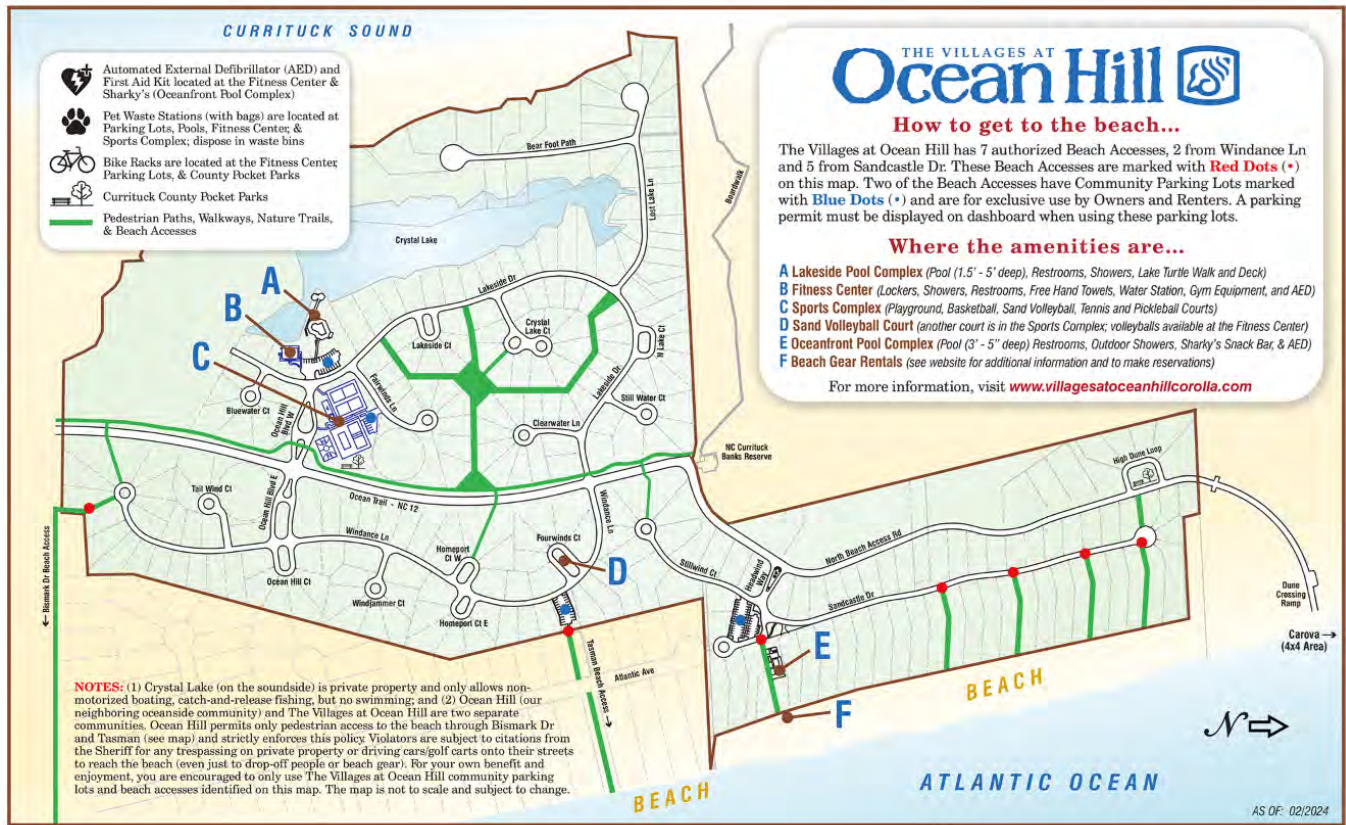 CURRITUCK SOUND
Automated External Defibrillator (AED) and
First Aid Kit located at the Fitness Center &
Sharky's (Oceanfront Pool Complex)
Pet Waste Stations (with bags) are located at
Parking Lots, Pools, Fitness Center, &
Sports Complex; dispose in waste bins
Bike Racks are located at the Fitness Center,
Parking Lots, & County Pocket Parks
Currituck County Pocket Parks
Pedestrian Paths, Walkways, Nature Trails,
& Beach Accesses
THE VILLAGES AT
Ocean Hill
How to get to the beach...
The Villages at Ocean Hill has 7 authorized Beach Accesses, 2 from Windance Ln
and 5 from Sandcastle Dr. These Beach Accesses are marked with Red Dots (•)
on this map. Two of the Beach Accesses have Community Parking Lots marked
with Blue Dots (•) and are for exclusive use by Owners and Renters. A parking
permit must be displayed on dashboard when using these parking lots.
Where the amenities are...
A Lakeside Pool Complex (Pool (1.5' - 5' deep), Restrooms, Showers, Lake Turtle Walk and Deck)
B Fitness Center (Lockers, Showers, Restrooms, Free Hand Towels, Water Station, Gym Equipment, and AED)
C Sports Complex (Playground, Basketball, Sand Volleyball, Tennis and Pickleball Courts)
D Sand Volleyball Court (another court is in the Sports Complex; volleyballs available at the Fitness Center)
E Oceanfront Pool Complex (Pool (3' - 5" deep) Restrooms, Outdoor Showers, Sharky's Snack Bar, & AED)
F Beach Gear Rentals (see website for additional information and to make reservations)
For more information, visit www.villagesatoceanhillcorolla.com
Bear Foot Path
Lost Lake Ln
Boardwalk
Crystal Lake
Lakeside Dr
A
B
C
Crystal
Lake Ct
Lakeside Ct
N Lake Ct
Lakeside Dr
Fairwinds Ln
Still Water Ct
Bluewater Ct
Ocean Hill
Blvd W
Clearwater Ln
NC Currituck
Banks Reserve
High Dune Loop
Tail Wind Ct
Ocean Hill Blvd E
Ocean Trail - NC 12
Windance Ln
Windance Ln
Fourwinds Ct
Homeport
Ct W
D
Stillwind Ct
Headwind
Way
North Beach Access Rd
Sandcastle Dr
Ocean Hill Ct
Windjammer Ct
Homeport Ct E
← Bismark Dr Beach Access
Dune
Crossing
Ramp
Carova →
(4x4 Area)
E
F
Tasman Beach Access →
Atlantic Ave
BEACH
N
NOTES: (1) Crystal Lake (on the soundside) is private property and only allows non-
motorized boating, catch-and-release fishing, but no swimming; and (2) Ocean Hill (our
neighboring oceanside community) and The Villages at Ocean Hill are two separate
communities. Ocean Hill permits only pedestrian access to the beach through Bismark Dr
and Tasman (see map) and strictly enforces this policy. Violators are subject to citations from
the Sheriff for any trespassing on private property or driving cars/golf carts onto their streets
to reach the beach (even just to drop-off people or beach gear). For your own benefit and
enjoyment, you are encouraged to only use The Villages at Ocean Hill community parking
lots and beach accesses identified on this map. The map is not to scale and subject to change.
BEACH
ATLANTIC OCEAN
AS OF: 02/2024